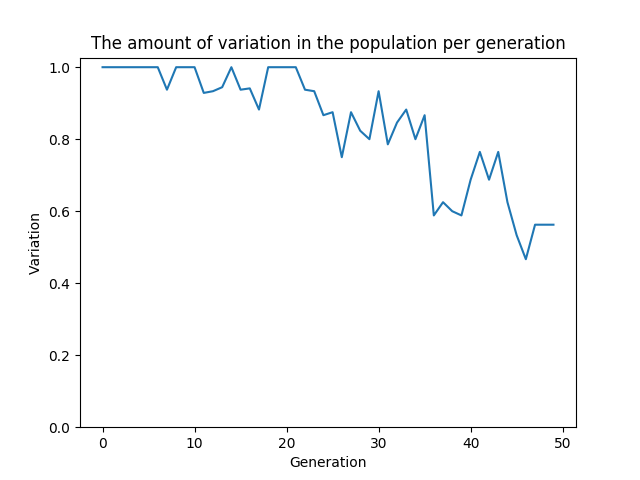 The amount of variation in the population per generation
1.0
0.8
0.6
0.4
0.2
0.0
Variation
0 10 20 30 40 50
Generation